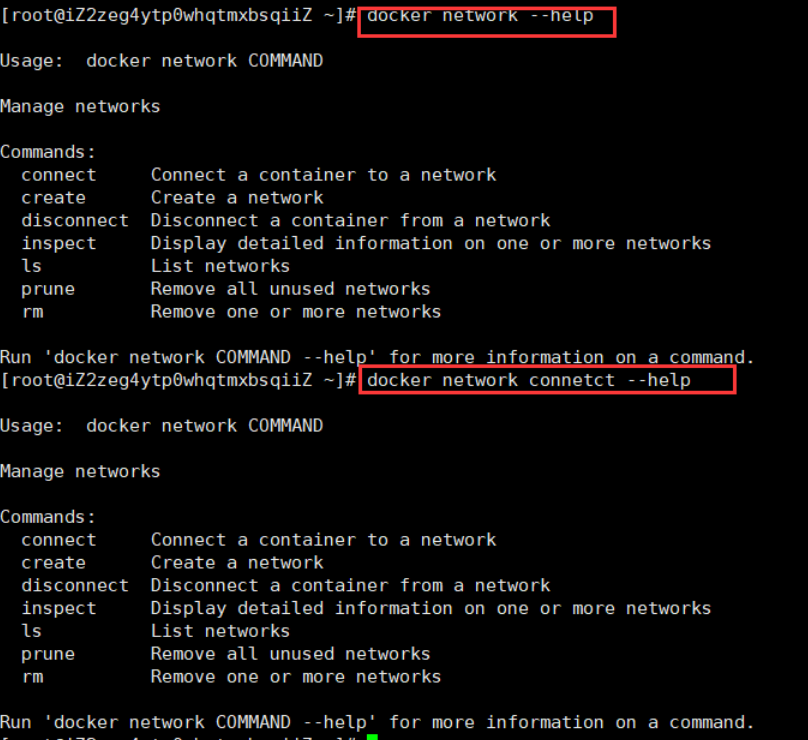 [root@iZ2zeg4ytp0whqtmxbsqiiZ ~]# docker network --help
Usage:  docker network COMMAND
Manage networks
Commands:
  connect     Connect a container to a network
  create      Create a network
  disconnect  Disconnect a container from a network
  inspect     Display detailed information on one or more networks
  ls          List networks
  prune       Remove all unused networks
  rm          Remove one or more networks
Run 'docker network COMMAND --help' for more information on a command.
[root@iZ2zeg4ytp0whqtmxbsqiiZ ~]# docker network connetct --help
Usage:  docker network COMMAND
Manage networks
Commands:
  connect     Connect a container to a network
  create      Create a network
  disconnect  Disconnect a container from a network
  inspect     Display detailed information on one or more networks
  ls          List networks
  prune       Remove all unused networks
  rm          Remove one or more networks
Run 'docker network COMMAND --help' for more information on a command.